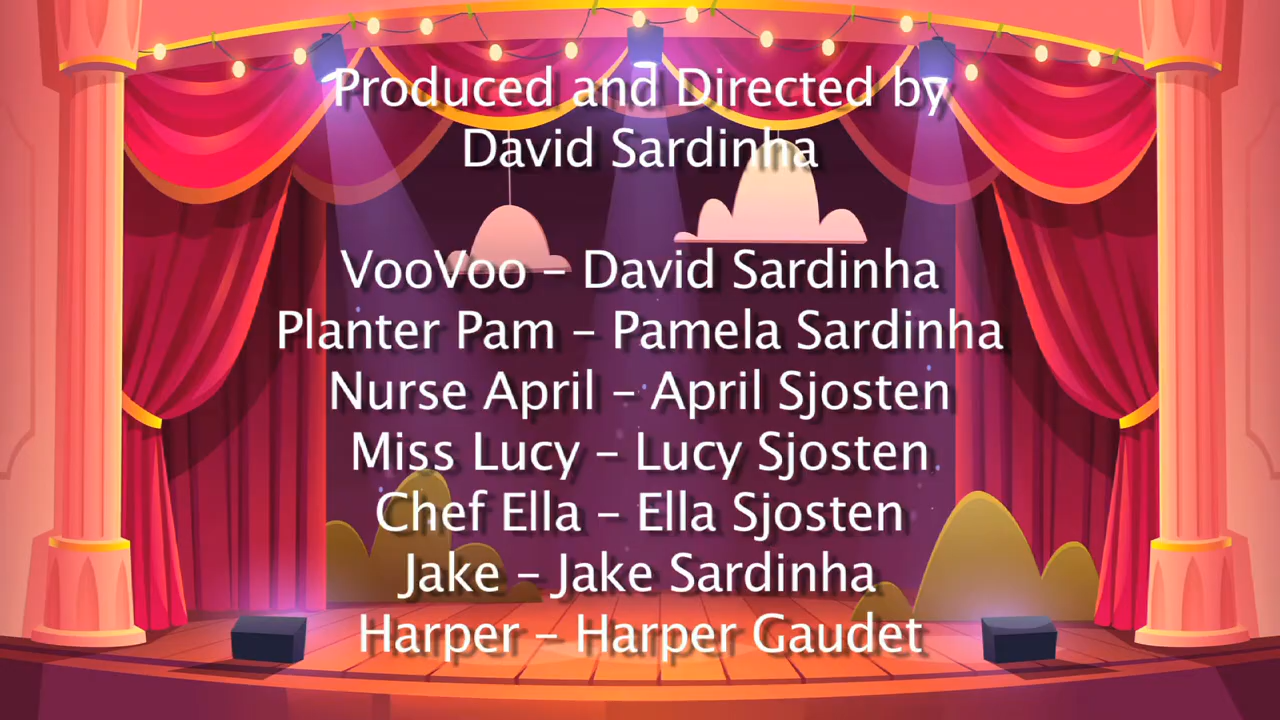 Produced and Directed by
David Sardinha
VooVoo – David Sardinha
Planter Pam – Pamela Sardinha
Nurse April – April Sjosten
Miss Lucy – Lucy Sjosten
Chef Ella – Ella Sjosten
Jake – Jake Sardinha
Harper – Harper Gaudet